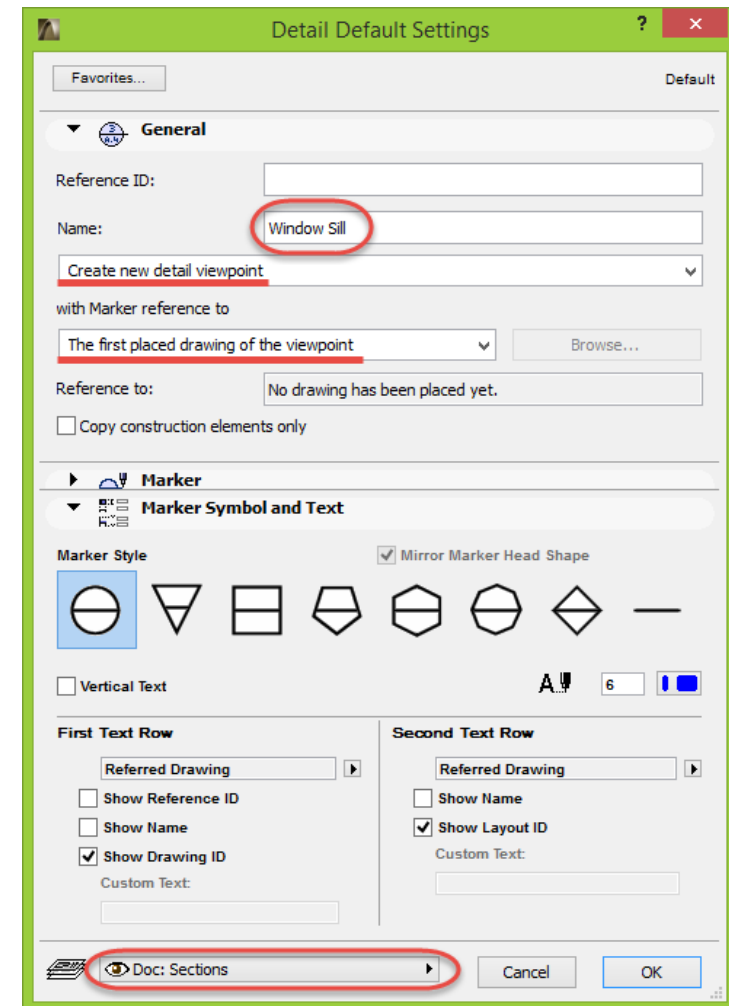 Detail Default Settings ? ×
Favorites... Default
General
Reference ID:
Name: Window Sill
Create new detail viewpoint
with Marker reference to
The first placed drawing of the viewpoint Browse...
Reference to: No drawing has been placed yet.
Copy construction elements only
Marker
Marker Symbol and Text
Marker Style Mirror Marker Head Shape
Vertical Text A 6
First Text Row Second Text Row
Referred Drawing Referred Drawing
Show Reference ID Show Name
Show Name Show Layout ID
Show Drawing ID Custom Text:
Custom Text:
Doc: Sections Cancel OK